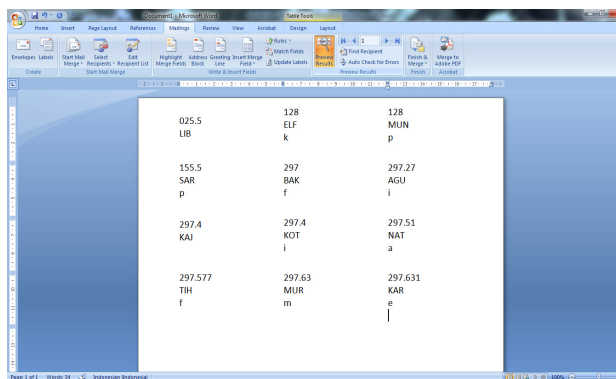 Document1 - Microsoft Word
Table Tools
Home Insert Page Layout References Mailings Review View Acrobat Design Layout
Envelopes Labels
Create
Start Mail Merge
Select Recipients
Edit Recipient List
Start Mail Merge
Highlight Merge Fields
Address Block
Greeting Line
Insert Merge Field
Rules
Match Fields
Update Labels
Write & Insert Fields
Preview Results
1
Find Recipient
Auto Check for Errors
Preview Results
Finish & Merge
Finish
Merge to Adobe PDF
Acrobat
025.5
LIB
128
ELF
k
128
MUN
p
155.5
SAR
p
297
BAK
f
297.27
AGU
i
297.4
KAJ
297.4
KOT
i
297.51
NAT
a
297.577
TIH
f
297.63
MUR
m
297.631
KAR
e
Page: 1 of 1 Words: 34 Indonesian (Indonesia) 100%